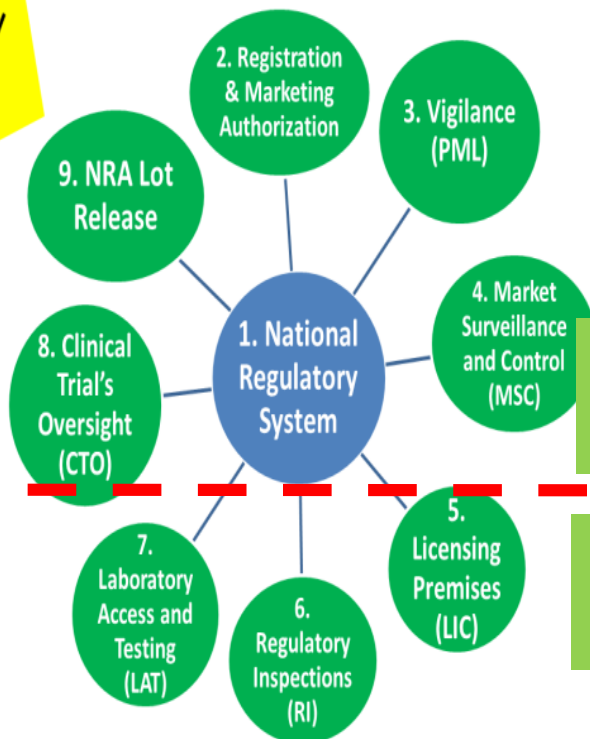 1. National
Regulatory
System
2. Registration
& Marketing
Authorization
3. Vigilance
(PML)
4. Market
Surveillance
and Control
(MSC)
5.
Licensing
Premises
(LIC)
6.
Regulatory
Inspections
(RI)
7.
Laboratory
Access and
Testing
(LAT)
8. Clinical
Trial’s
Oversight
(CTO)
9. NRA Lot
Release